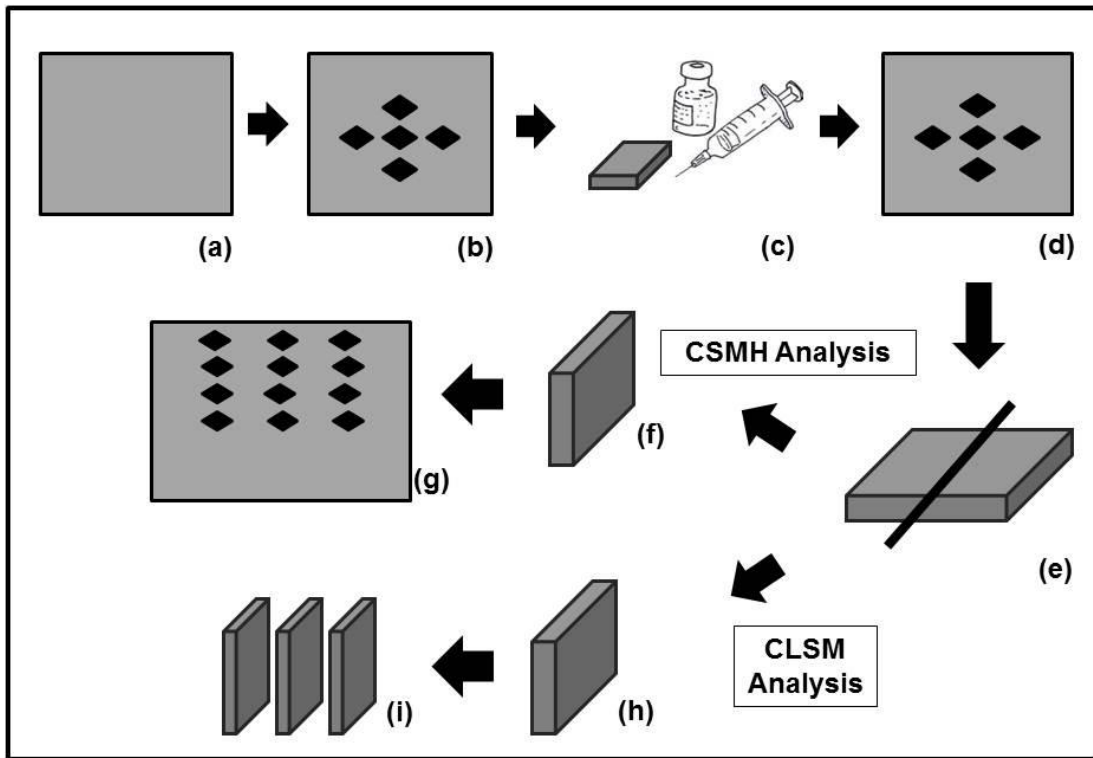 (a)
(b)
(c)
(d)
CSMH Analysis
(f)
(g)
(e)
CLSM
Analysis
(h)
(i)